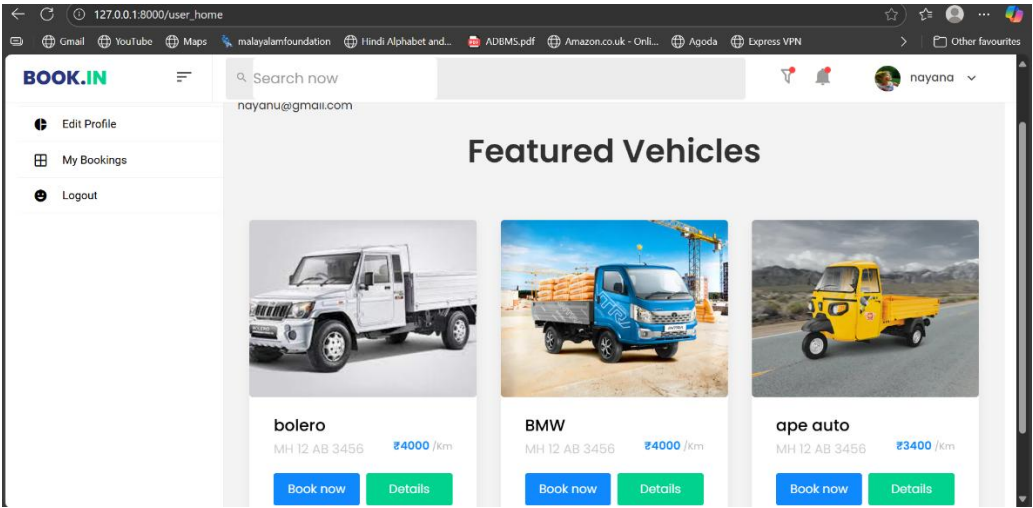 127.0.0.1:8000/user_home
Gmail YouTube Maps malayalamfoundation Hindi Alphabet and... ADBMS.pdf Amazon.co.uk - Onli... Agoda Express VPN Other favourites
BOOK.IN Search now nayana
nayanu@gmail.com
Edit Profile
My Bookings
Logout
Featured Vehicles
bolero
MH 12 AB 3456 ₹4000 /Km
Book now Details
BMW
MH 12 AB 3456 ₹4000 /Km
Book now Details
ape auto
MH 12 AB 3456 ₹3400 /Km
Book now Details